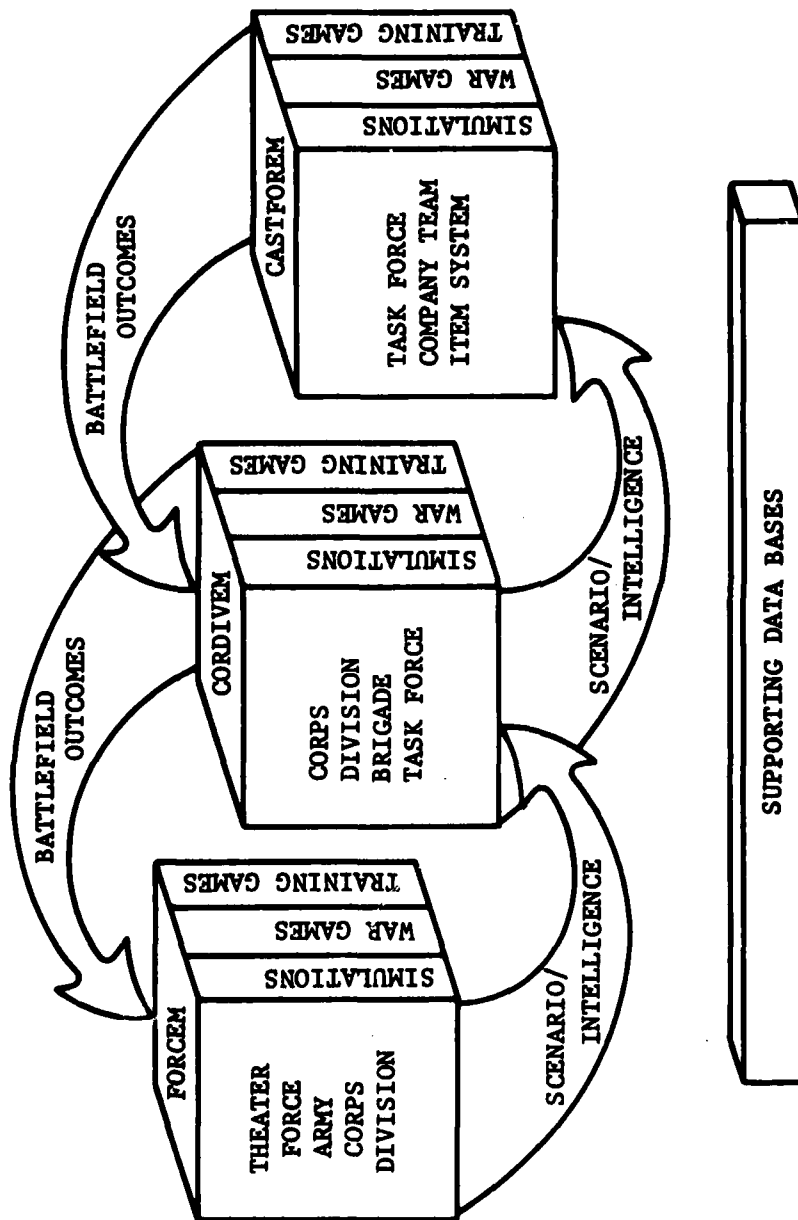 FORCEM
THEATER
FORCE
ARMY
CORPS
DIVISION
SIMULATIONS
WAR GAMES
TRAINING GAMES
BATTLEFIELD
OUTCOMES
SCENARIO/
INTELLIGENCE
CORDIVEM
CORPS
DIVISION
BRIGADE
TASK FORCE
SIMULATIONS
WAR GAMES
TRAINING GAMES
BATTLEFIELD
OUTCOMES
SCENARIO/
INTELLIGENCE
CASTFOREM
TASK FORCE
COMPANY TEAM
ITEM SYSTEM
SIMULATIONS
WAR GAMES
TRAINING GAMES
SUPPORTING DATA BASES